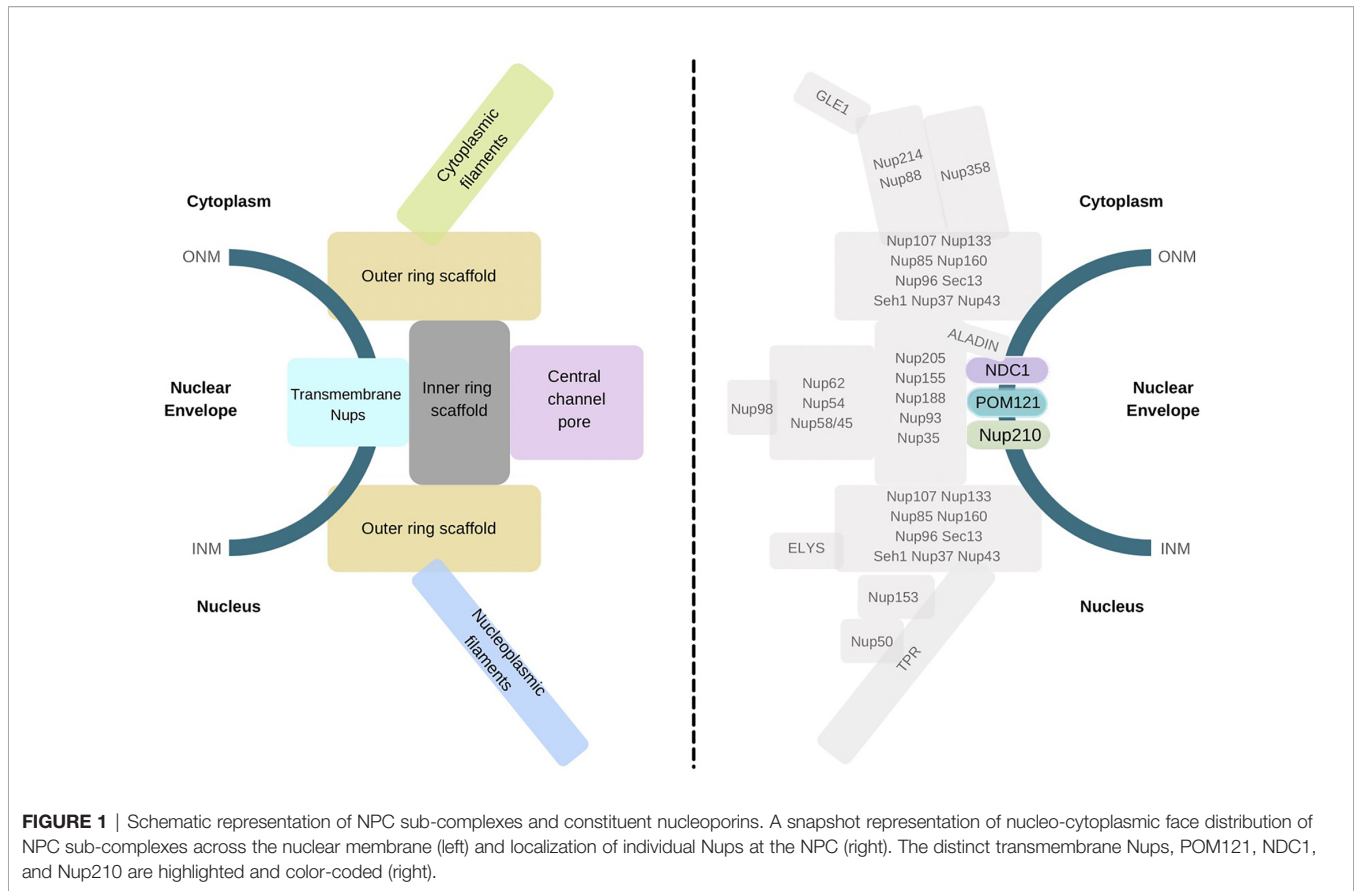 Cytoplasmic
filaments
Cytoplasm
ONM
Outer ring scaffold
Nuclear
Envelope
Transmembrane
Nups
Inner ring
scaffold
Central
channel
pore
Outer ring scaffold
INM
Nucleus
Nucleoplasmic
filaments
GLE1
Nup214
Nup88
Nup358
Cytoplasm
ONM
Nup107 Nup133
Nup85 Nup160
Nup96 Sec13
Seh1 Nup37 Nup43
ALADIN
Nup205
Nup155
Nup188
Nup93
Nup35
Nup62
Nup54
Nup58/45
Nup98
NDC1
POM121
Nup210
Nuclear
Envelope
Nup107 Nup133
Nup85 Nup160
Nup96 Sec13
Seh1 Nup37 Nup43
ELYS
INM
Nup153
Nucleus
Nup50
TPR
FIGURE 1 | Schematic representation of NPC sub-complexes and constituent nucleoporins. A snapshot representation of nucleo-cytoplasmic face distribution of
NPC sub-complexes across the nuclear membrane (left) and localization of individual Nups at the NPC (right). The distinct transmembrane Nups, POM121, NDC1,
and Nup210 are highlighted and color-coded (right).